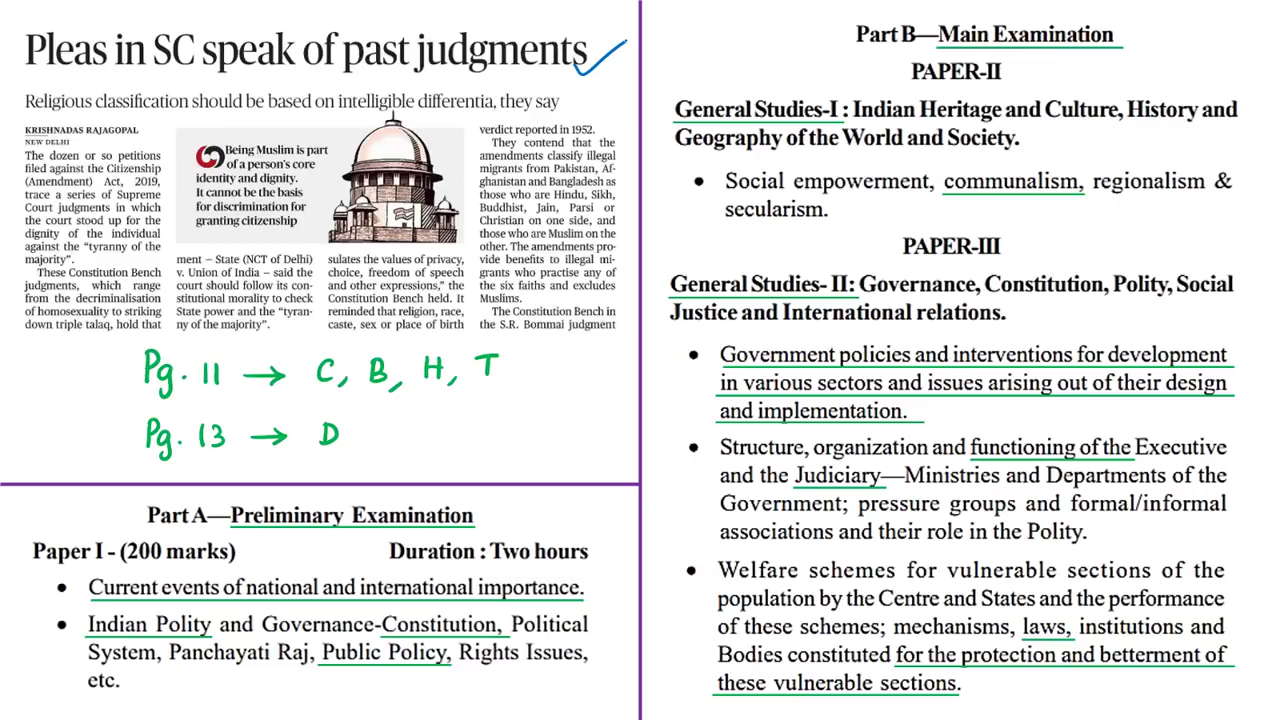 Pleas in SC speak of past judgments
Religious classification should be based on intelligible differentia, they say
KRISHNADAS RAJAGOPAL
NEW DELHI
The dozen or so petitions
filed against the Citizenship
(Amendment) Act, 2019,
trace a series of Supreme
Court judgments in which
the court stood up for the
dignity of the individual
against the “tyranny of the
majority”.
These Constitution Bench
judgments, which range
from the decriminalisation
of homosexuality to striking
down triple talaq, hold that
Being Muslim is part
of a person's core
identity and dignity.
It cannot be the basis
for discrimination for
granting citizenship
ment – State (NCT of Delhi)
v. Union of India – said the
court should follow its con-
stitutional morality to check
State power and the “tyran-
ny of the majority”.
sulates the values of privacy,
choice, freedom of speech
and other expressions,” the
Constitution Bench held. It
reminded that religion, race,
caste, sex or place of birth
verdict reported in 1952.
They contend that the
amendments classify illegal
migrants from Pakistan, Af-
ghanistan and Bangladesh as
those who are Hindu, Sikh,
Buddhist, Jain, Parsi or
Christian on one side, and
those who are Muslim on the
other. The amendments pro-
vide benefits to illegal mi-
grants who practise any of
the six faiths and excludes
Muslims.
The Constitution Bench in
the S.R. Bommai judgment
Pg. 11 → C, B, H, T
Pg. 13 → D
Part A—Preliminary Examination
Paper I - (200 marks) Duration : Two hours
• Current events of national and international importance.
• Indian Polity and Governance-Constitution, Political
System, Panchayati Raj, Public Policy, Rights Issues,
etc.
Part B—Main Examination
PAPER-II
General Studies-I : Indian Heritage and Culture, History and
Geography of the World and Society.
• Social empowerment, communalism, regionalism &
secularism.
PAPER-III
General Studies- II: Governance, Constitution, Polity, Social
Justice and International relations.
• Government policies and interventions for development
in various sectors and issues arising out of their design
and implementation.
• Structure, organization and functioning of the Executive
and the Judiciary—Ministries and Departments of the
Government; pressure groups and formal/informal
associations and their role in the Polity.
• Welfare schemes for vulnerable sections of the
population by the Centre and States and the performance
of these schemes; mechanisms, laws, institutions and
Bodies constituted for the protection and betterment of
these vulnerable sections.